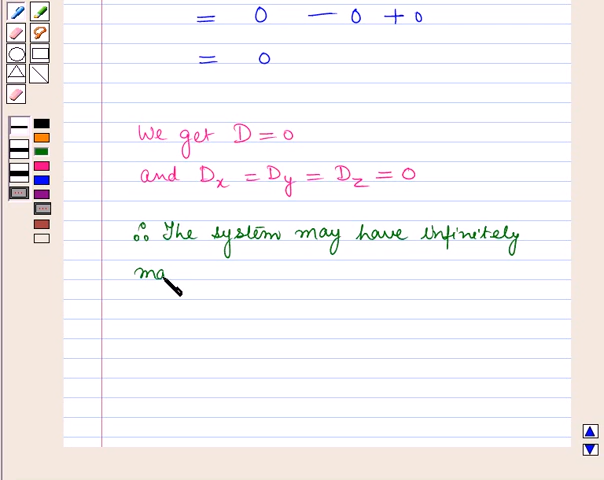 = 0 - 0 + 0
= 0
We get D = 0
and Dx = Dy = Dz = 0
∴ The system may have infinitely
ma